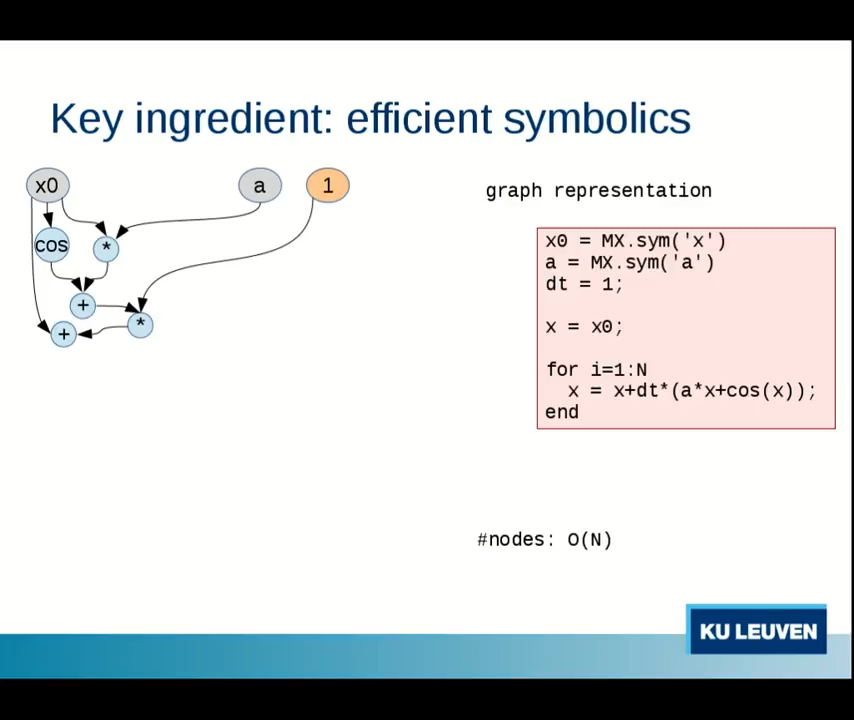 Key ingredient: efficient symbolics
x0
a
1
cos
*
+
*
+
graph representation
x0 = MX.sym('x')
a = MX.sym('a')
dt = 1;
x = x0;
for i=1:N
x = x+dt*(a*x+cos(x));
end
#nodes: O(N)
KU LEUVEN